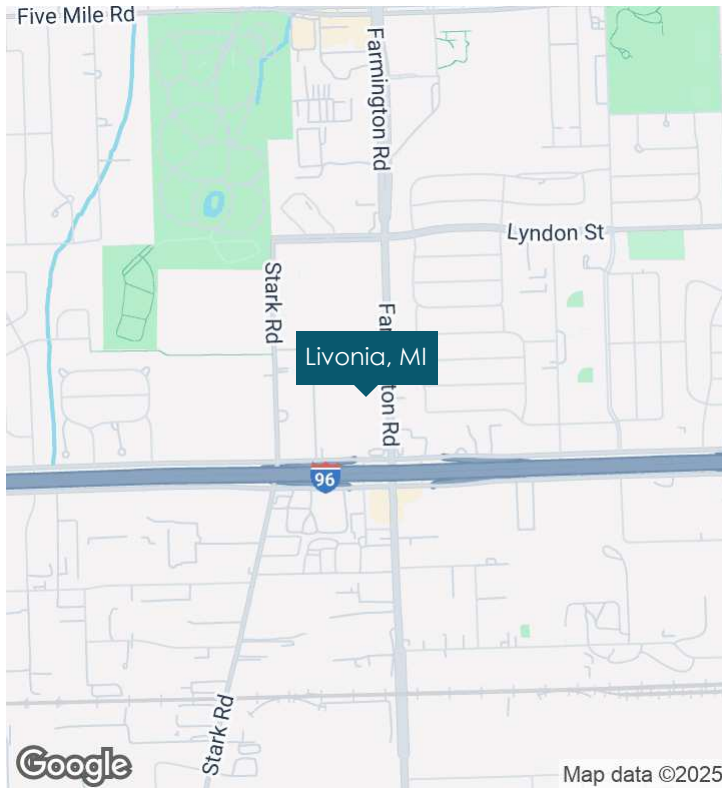 Five Mile Rd
Farmington Rd
Lyndon St
Stark Rd
Farmington Rd
Livonia, MI
96
Stark Rd
Google
Map data ©2025